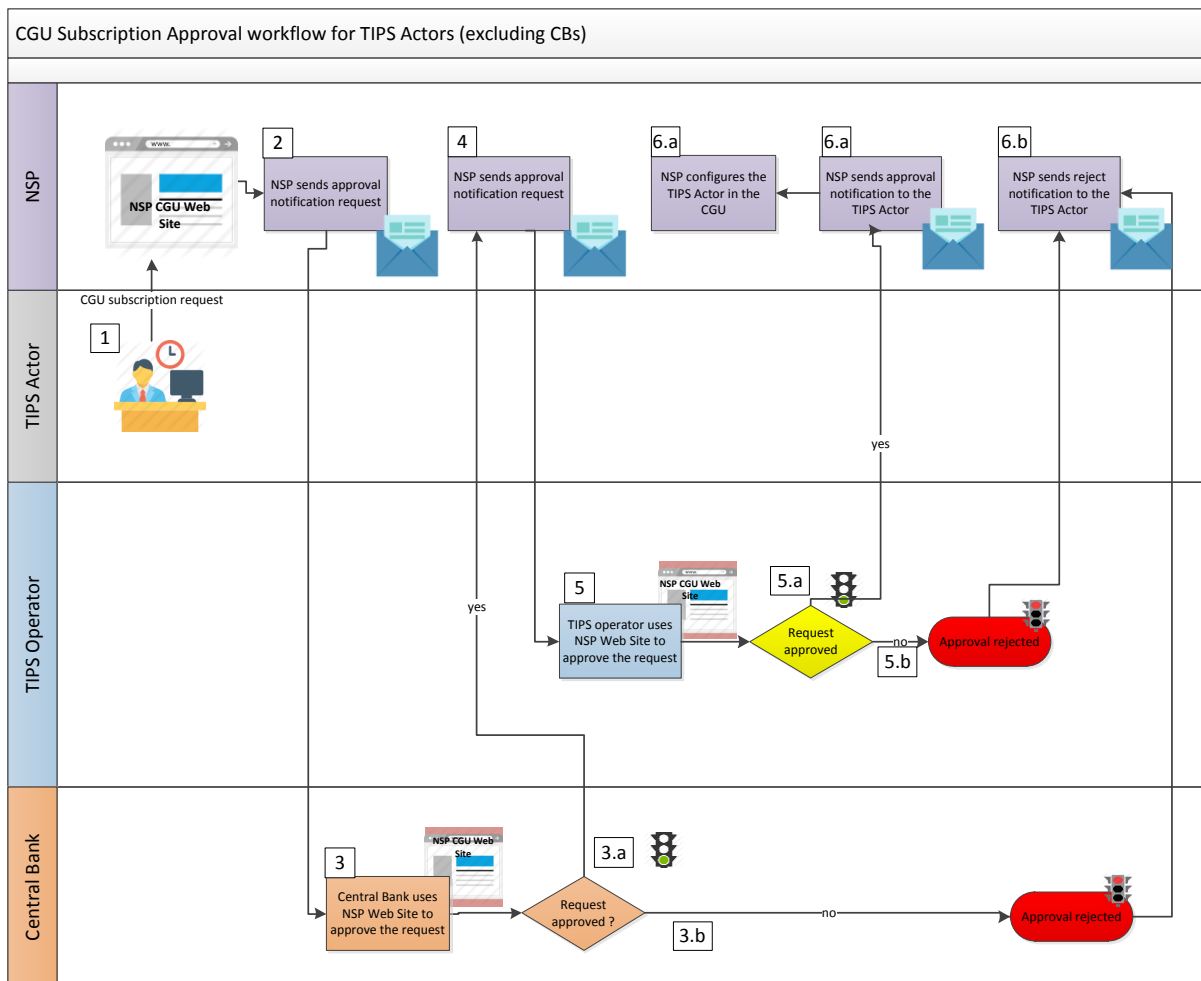 CGU Subscription Approval workflow for TIPS Actors (excluding CBs)
NSP
www.
NSP CGU Web
Site
2
NSP sends approval
notification request
4
NSP sends approval
notification request
6.a
NSP configures the
TIPS Actor in the
CGU
6.a
NSP sends approval
notification to the
TIPS Actor
6.b
NSP sends reject
notification to the
TIPS Actor
TIPS Actor
CGU subscription request
1
yes
TIPS Operator
yes
5
TIPS operator uses
NSP Web Site to
approve the request
www.
NSP CGU Web
Site
5.a
Request
approved
no
5.b
Approval rejected
Central Bank
3
Central Bank uses
NSP Web Site to
approve the request
NSP CGU Web
Site
3.a
Request
approved ?
no
3.b
Approval rejected